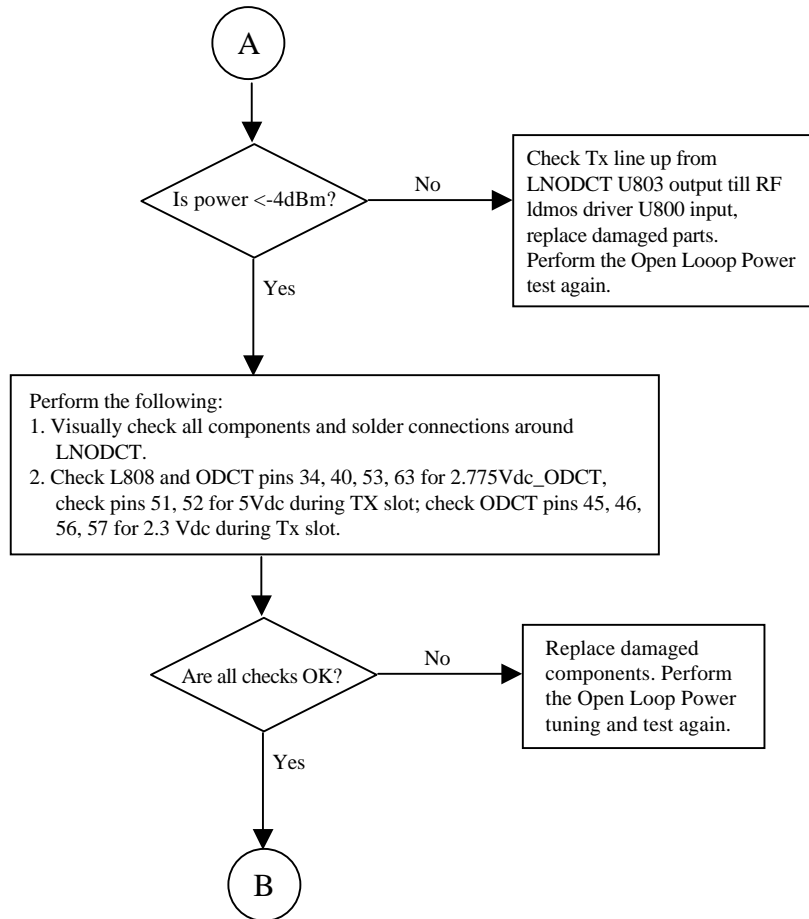 A
Is power <-4dBm?
No
Check Tx line up from
LNODCT U803 output till RF
ldmos driver U800 input,
replace damaged parts.
Perform the Open Looop Power
test again.
Yes
Perform the following:
1. Visually check all components and solder connections around
LNODCT.
2. Check L808 and ODCT pins 34, 40, 53, 63 for 2.775Vdc_ODCT,
check pins 51, 52 for 5Vdc during TX slot; check ODCT pins 45, 46,
56, 57 for 2.3 Vdc during Tx slot.
Are all checks OK?
No
Replace damaged
components. Perform
the Open Loop Power
tuning and test again.
Yes
B